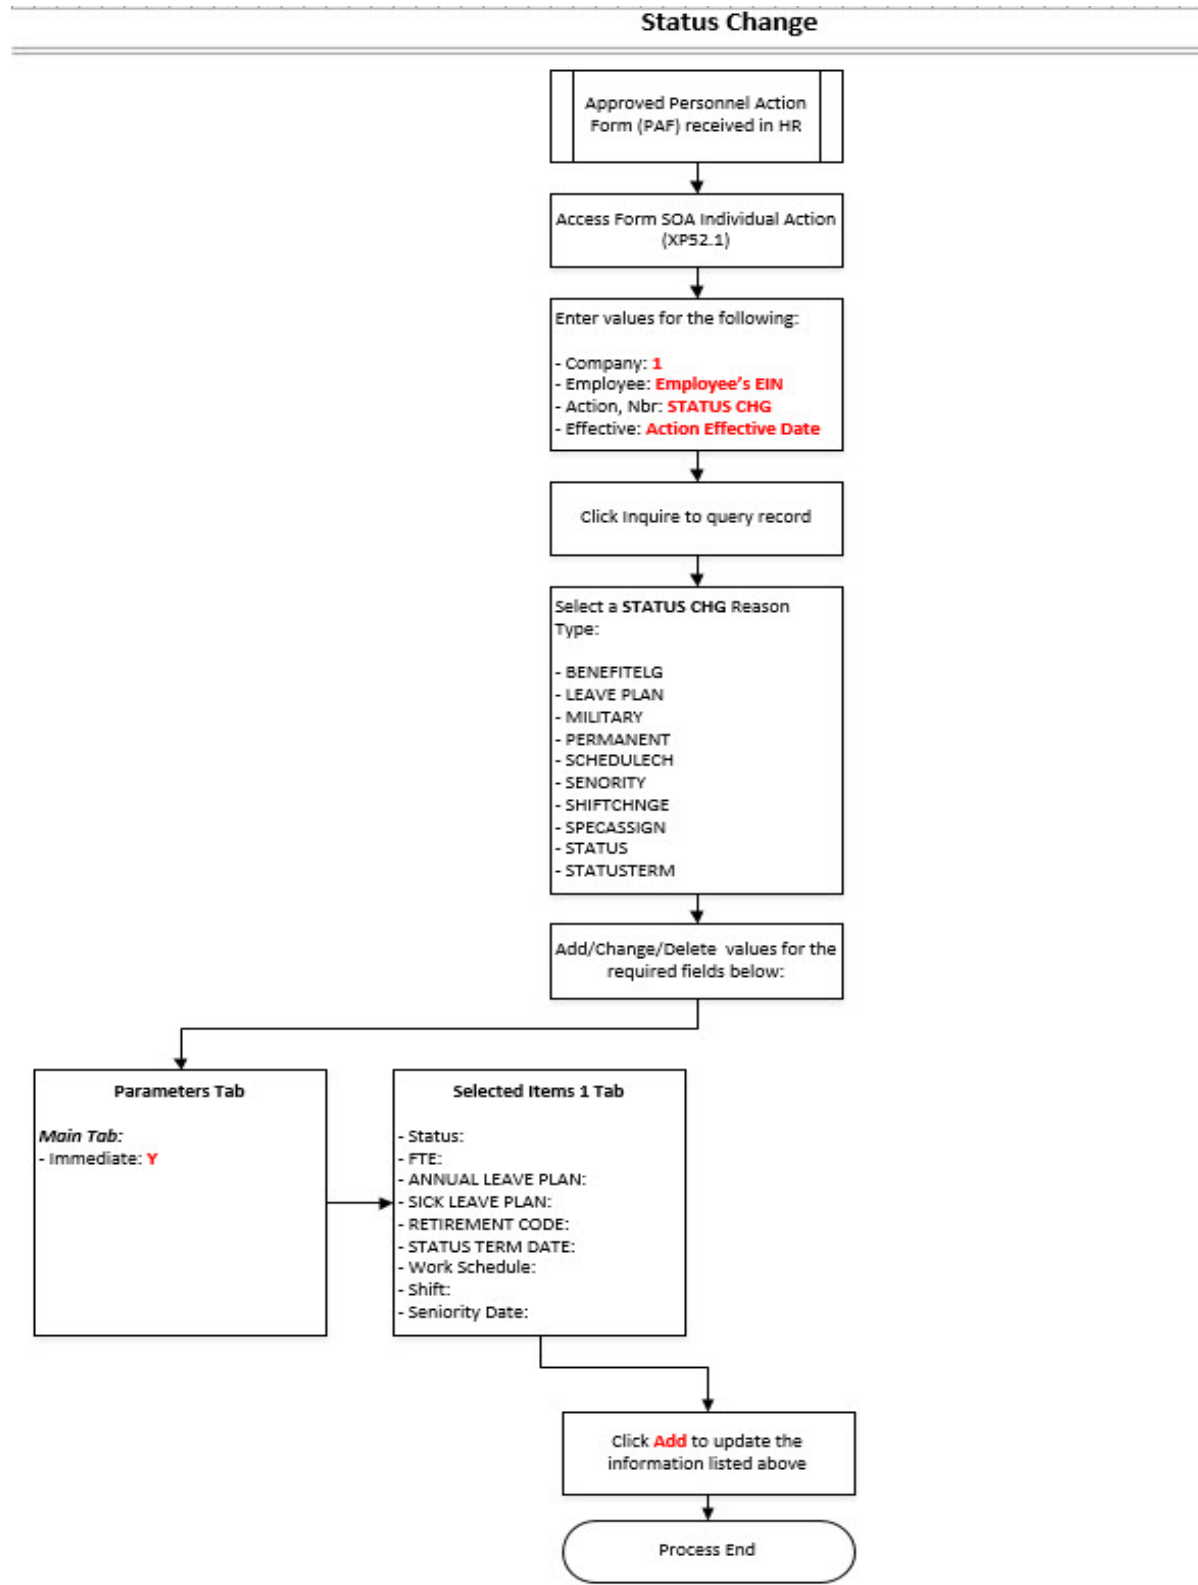 Status Change
Approved Personnel Action
Form (PAF) received in HR
Access Form SOA Individual Action
(XP52.1)
Enter values for the following:
- Company: 1
- Employee: Employee's EIN
- Action, Nbr: STATUS CHG
- Effective: Action Effective Date
Click Inquire to query record
Select a STATUS CHG Reason
Type:
- BENEFITELG
- LEAVE PLAN
- MILITARY
- PERMANENT
- SCHEDULECH
- SENORITY
- SHIFTCHNGE
- SPECASSIGN
- STATUS
- STATUSTERM
Add/Change/Delete values for the
required fields below:
Parameters Tab
Main Tab:
- Immediate: Y
Selected Items 1 Tab
- Status:
- FTE:
- ANNUAL LEAVE PLAN:
- SICK LEAVE PLAN:
- RETIREMENT CODE:
- STATUS TERM DATE:
- Work Schedule:
- Shift:
- Seniority Date:
Click Add to update the
information listed above
Process End